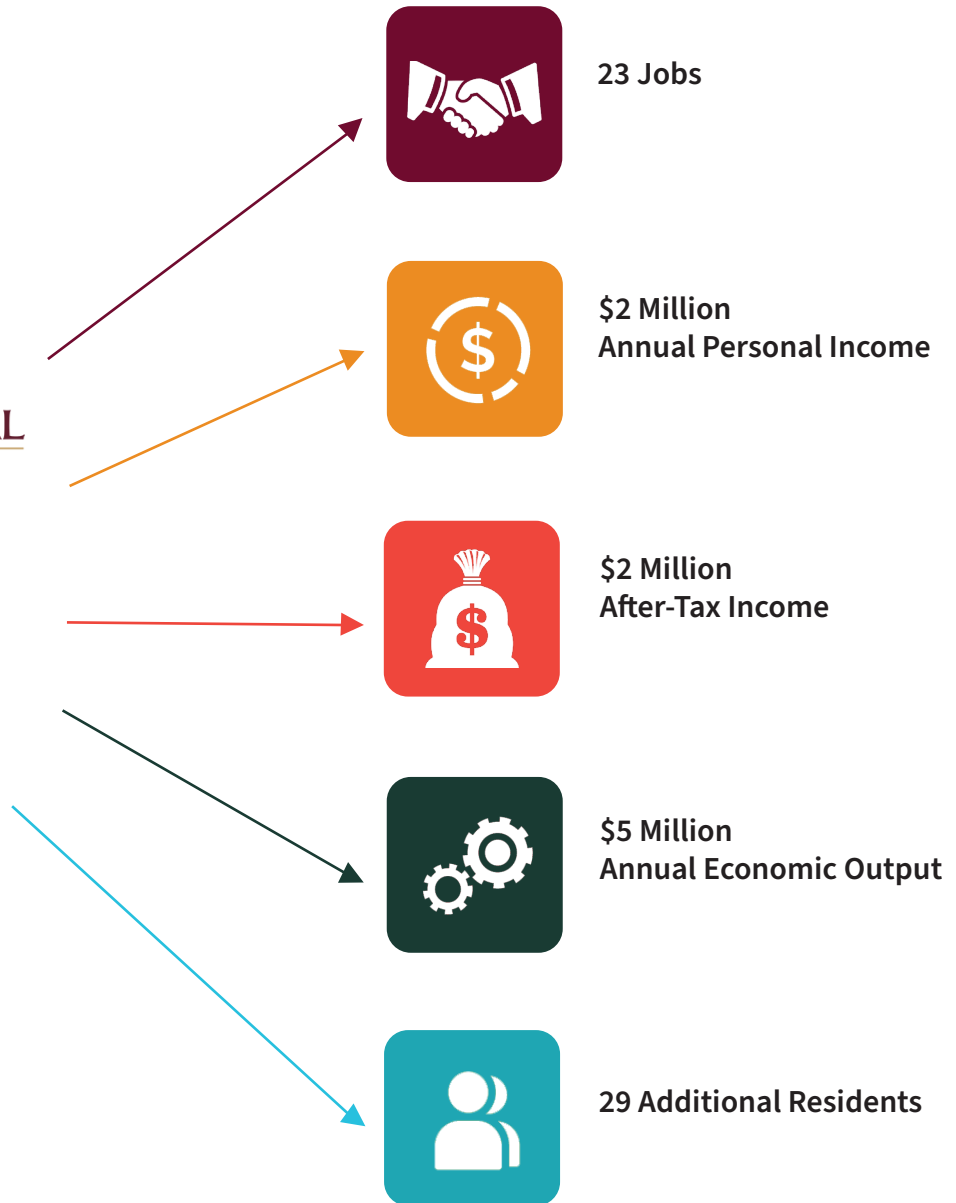 23 Jobs
$2 Million
Annual Personal Income
$2 Million
After-Tax Income
$5 Million
Annual Economic Output
29 Additional Residents